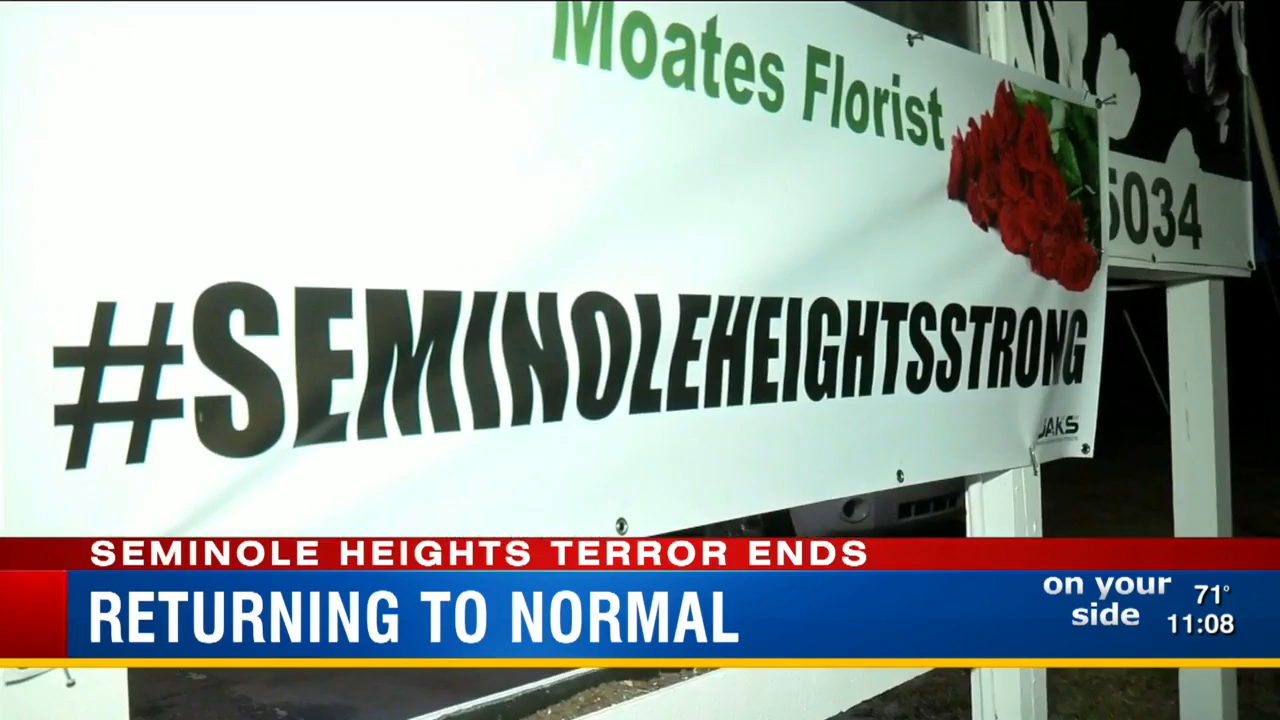 Moates Florist
5034
#SEMINOLEHEIGHTSSTRONG
JAKS
SEMINOLE HEIGHTS TERROR ENDS
RETURNING TO NORMAL
on your
side
71°
11:08